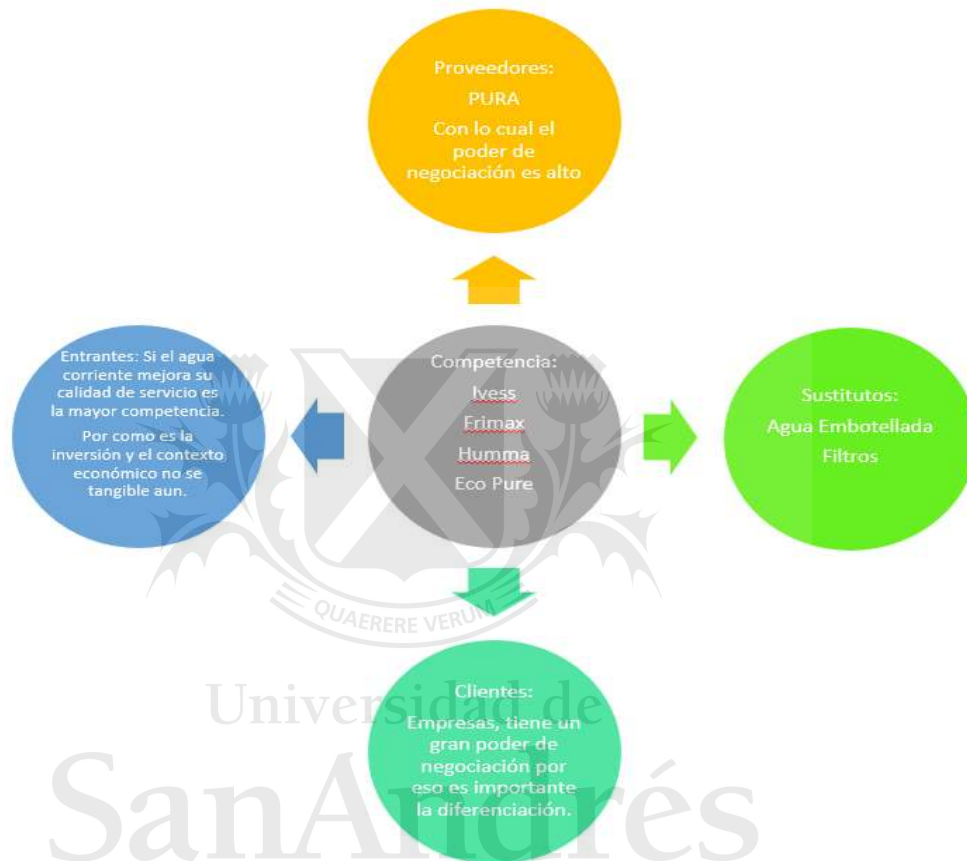 Proveedores:
PURA
Con lo cual el
poder de
negociación es alto
Entrantes: Si el agua
corriente mejora su
calidad de servicio es
la mayor competencia.
Por como es la
inversión y el contexto
económico no se
tangible aun.
Competencia:
Ivess
Frimax
Humma
Eco Pure
Sustitutos:
Agua Embotellada
Filtros
QUAERERE VERUM
Clientes:
Empresas, tiene un
gran poder de
negociación por
eso es importante
la diferenciación.
Universidad de
SanAndrés